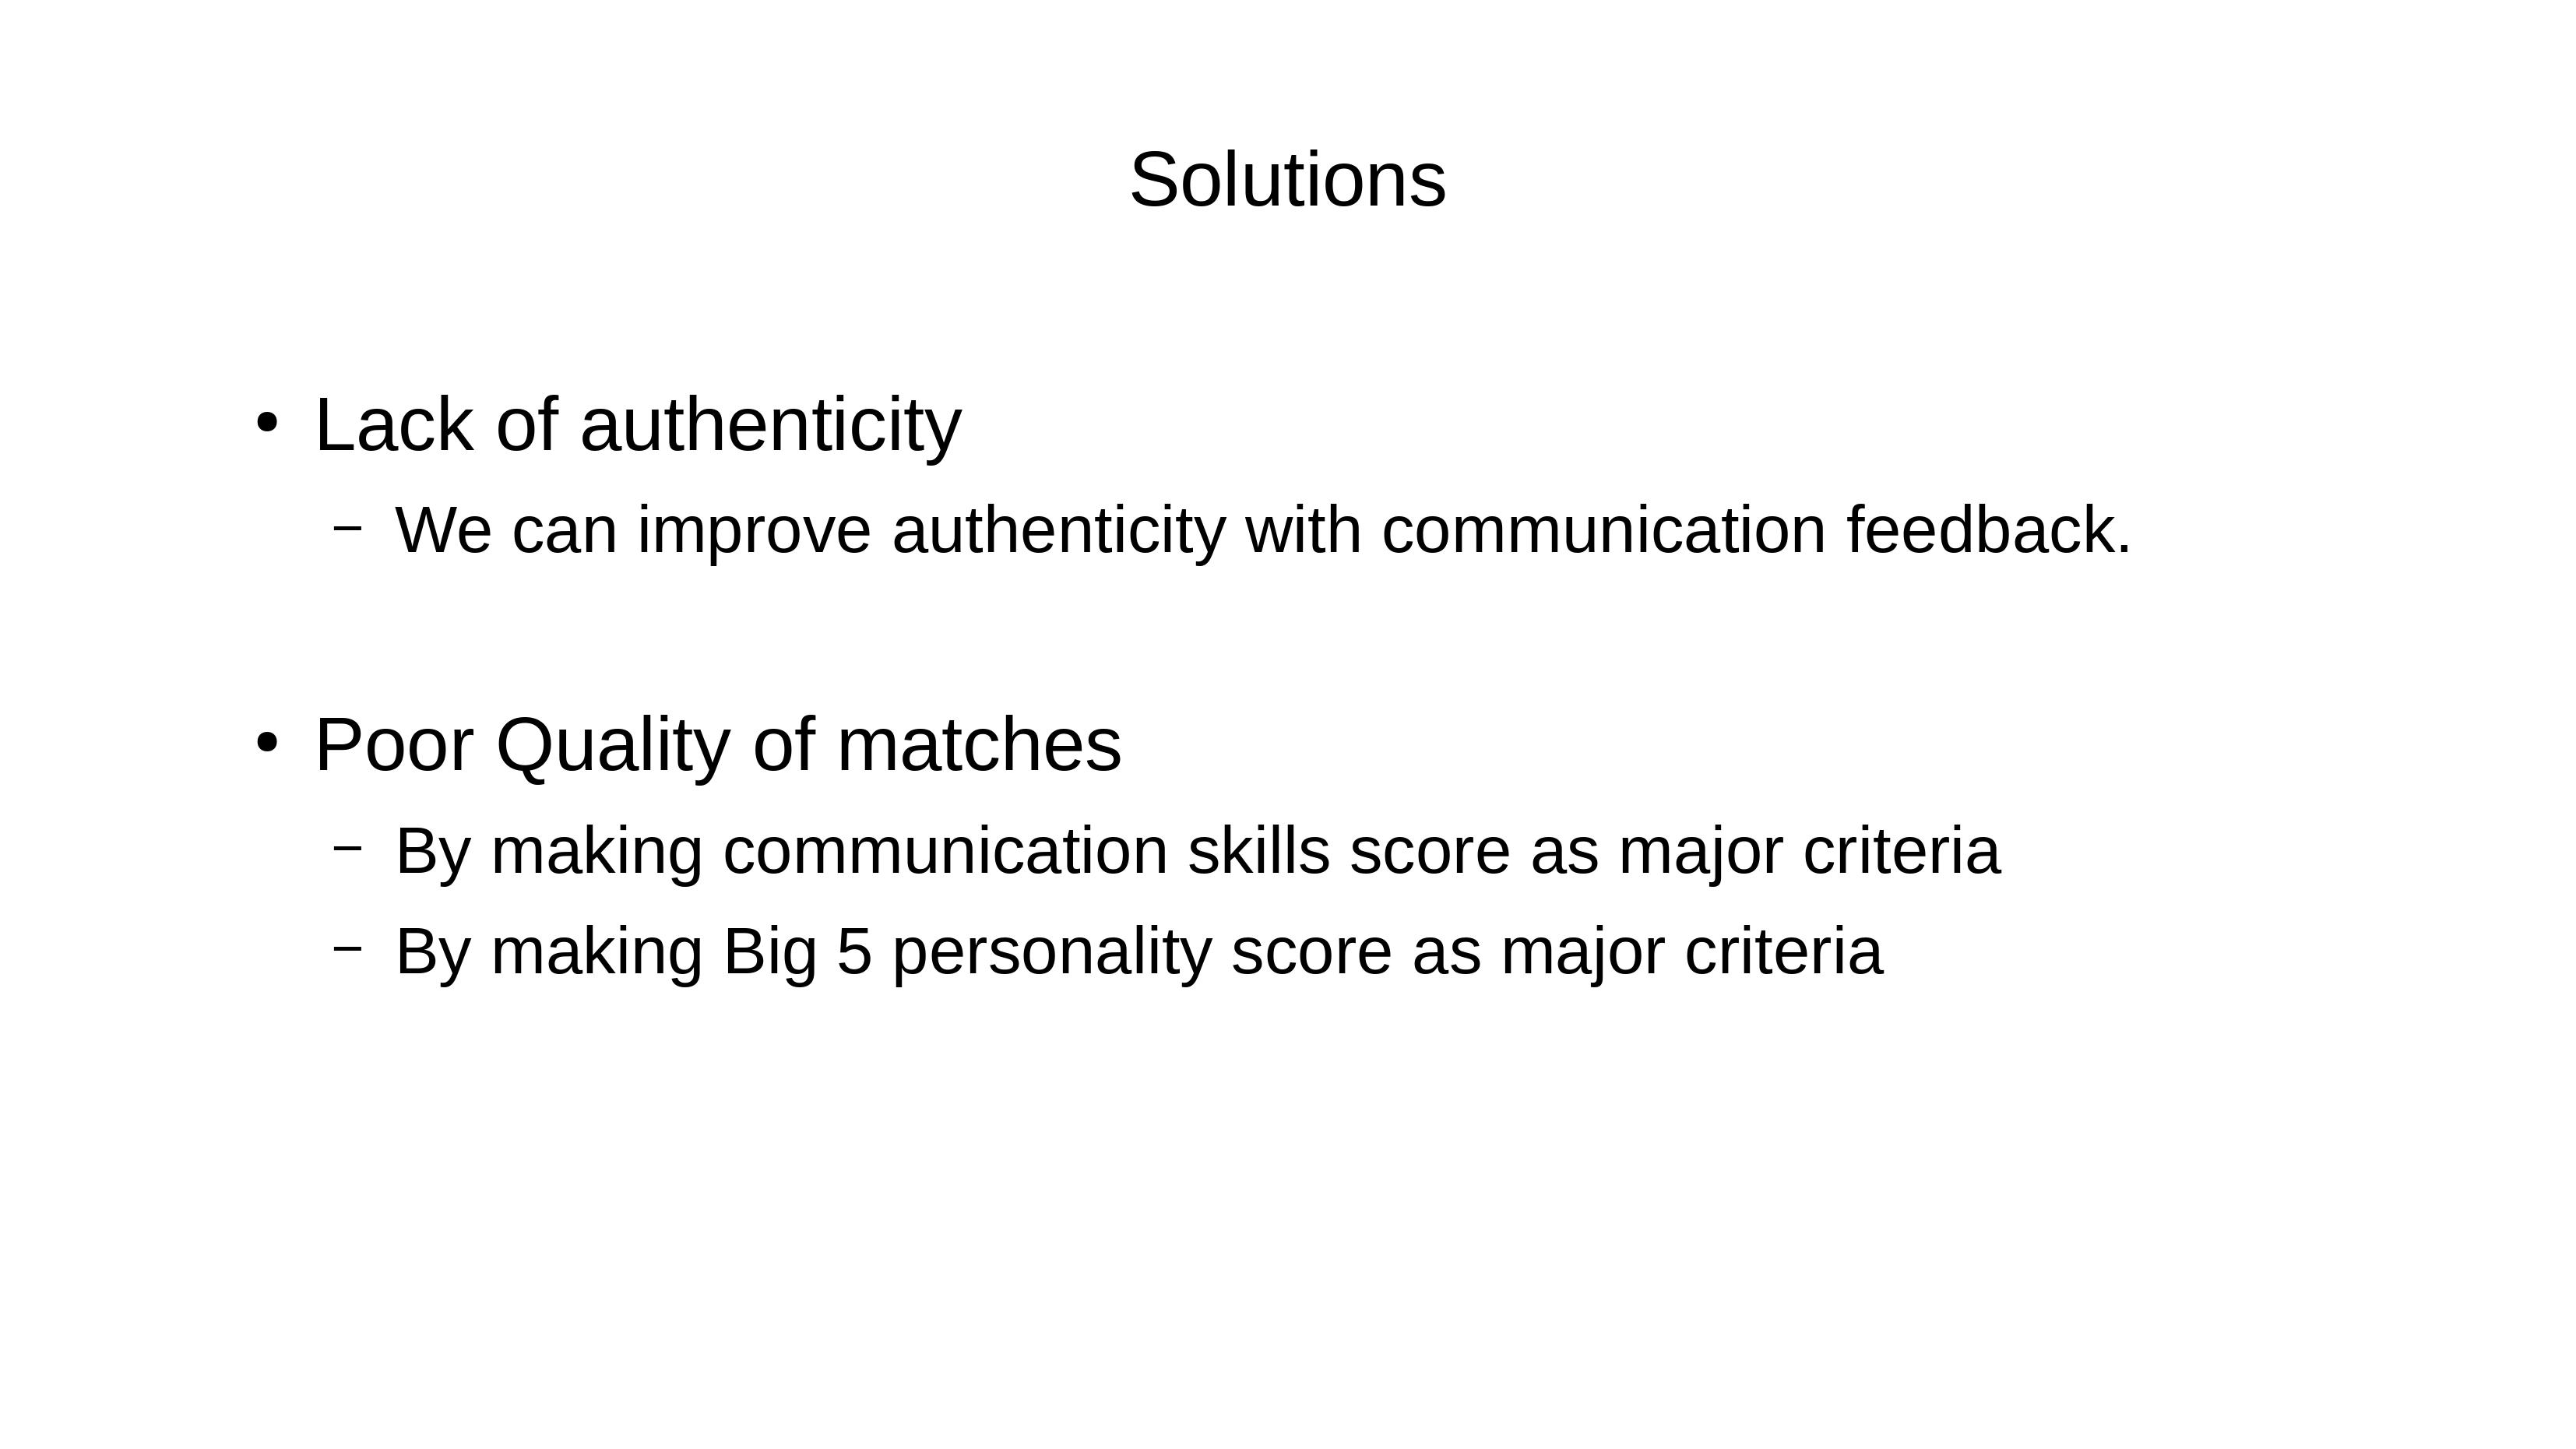 Solutions
• Lack of authenticity
– We can improve authenticity with communication feedback.
• Poor Quality of matches
– By making communication skills score as major criteria
– By making Big 5 personality score as major criteria